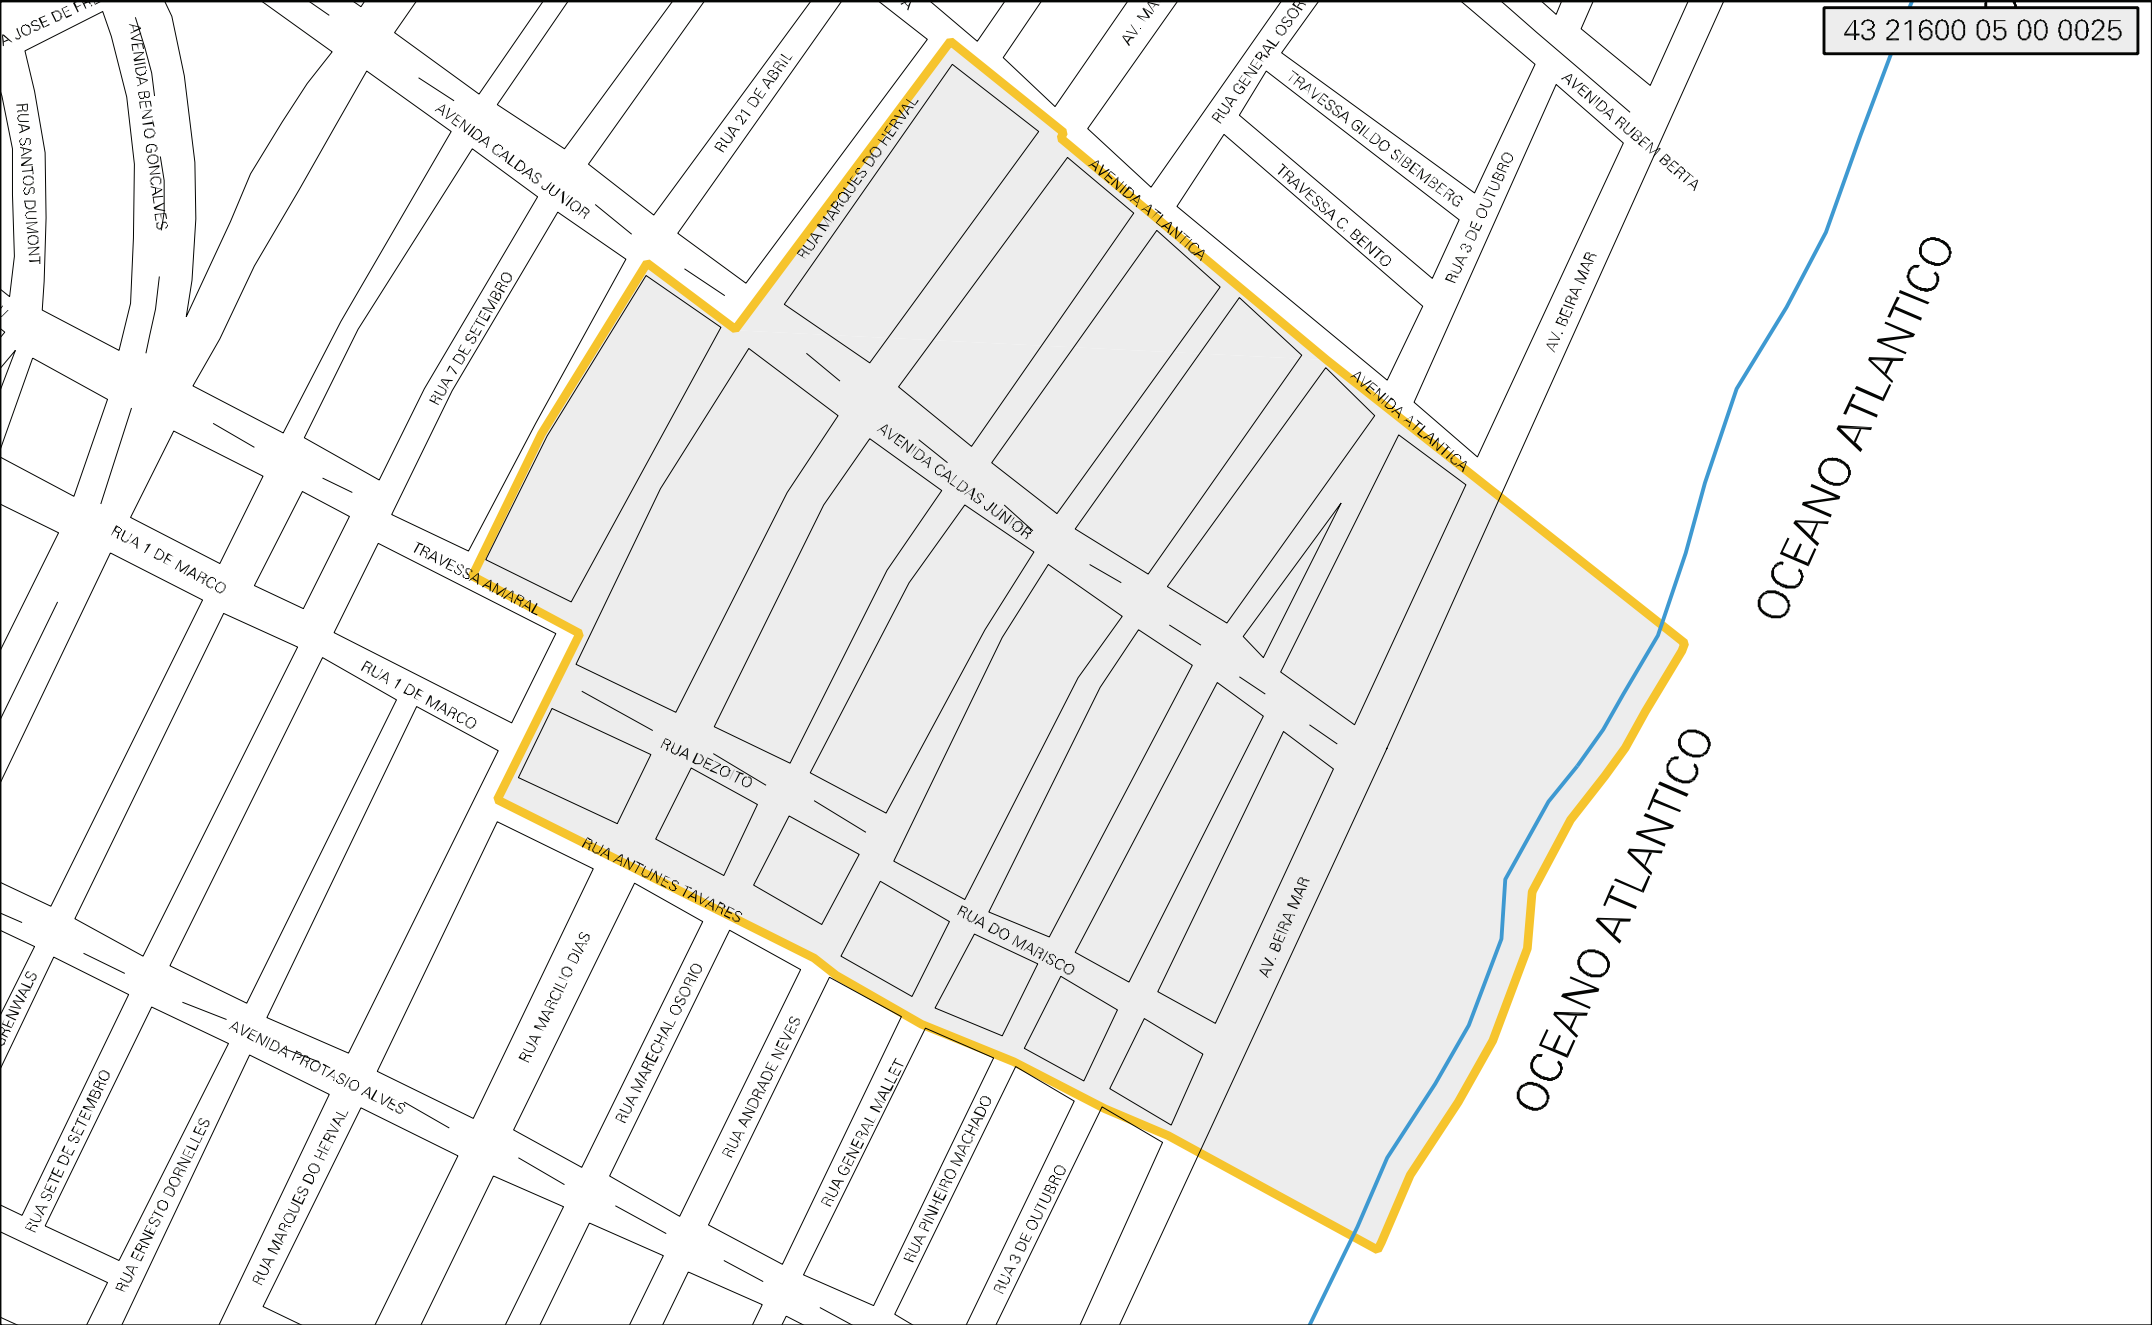 43 21600 05 00 0025
AVENIDA BENTO GONCALVES
RUA SANTOS DUMONT
AVENIDA CALDAS JUNIOR
RUA 21 DE ABRIL
RUA MARQUES DO HERVAL
RUA GENERAL OSOR
TRAVESSA GILDO SIBEMBERG
AVENIDA RUBEM BERTA
TRAVESSA C. BENTO
RUA 3 DE OUTUBRO
AVENIDA ATLANTICA
AV. BEIRA MAR
OCEANO ATLANTICO
RUA 7 DE SETEMBRO
AVENIDA ATLANTICA
AVENIDA CALDAS JUNIOR
RUA 1 DE MARCO
TRAVESSA AMARAL
RUA 1 DE MARCO
RUA DEZOITO
OCEANO ATLANTICO
RUA ANTUNES TAVARES
RUA DO MARISCO
AV. BEIRA MAR
RUA MARCILIO DIAS
RUA MARECHAL OSORIO
RUA ANDRADE NEVES
RUA GENERAL MALLET
RUA PINHEIRO MACHADO
RUA 3 DE OUTUBRO
AVENIDA PROTASIO ALVES
RUA SETE DE SETEMBRO
RUA ERNESTO DORNELLES
RUA MARQUES DO HERVAL